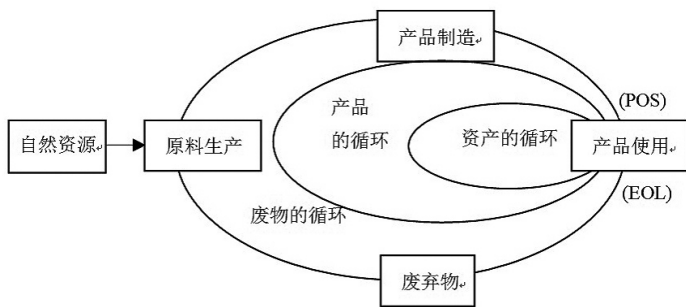 产品制造
(POS)
产品
的循环
资产的循环
自然资源
原料生产
产品使用
废物的循环
(EOL)
废弃物